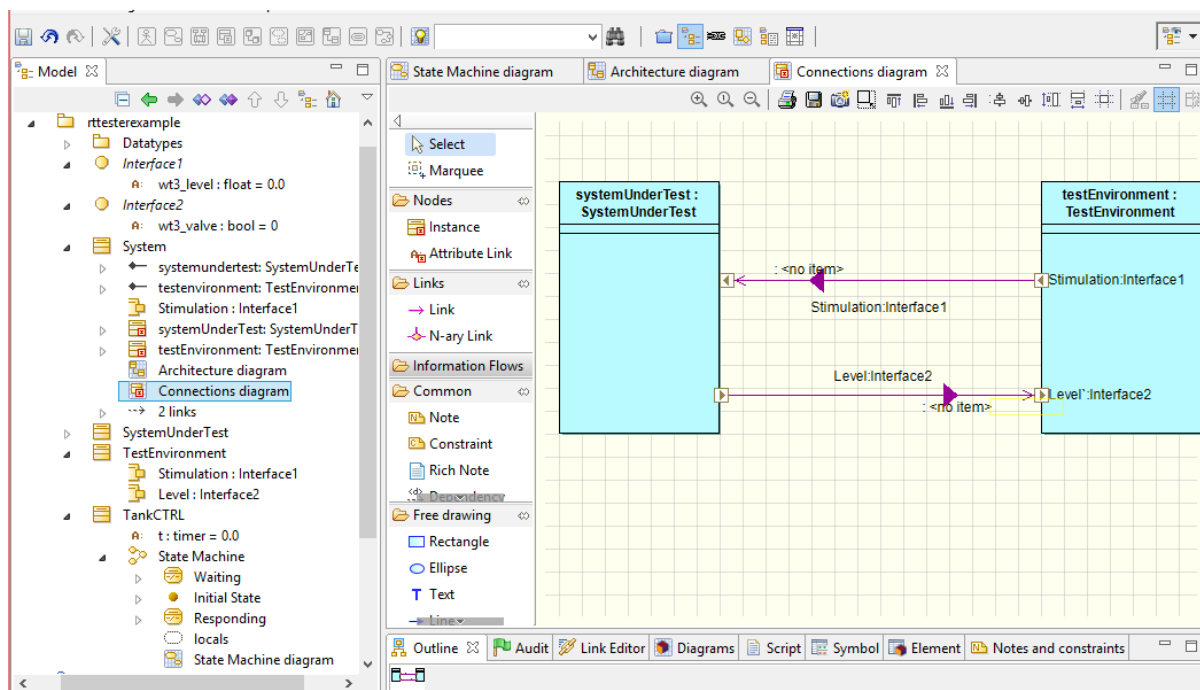 Model
State Machine diagram
Architecture diagram
Connections diagram
rttesterexample
Datatypes
Interface1
A: wt3_level : float = 0.0
Interface2
A: wt3_valve : bool = 0
System
systemundertest: SystemUnderTe
testenvironment: TestEnvironme
Stimulation : Interface1
systemUnderTest: SystemUnderT
testEnvironment: TestEnvironme
Architecture diagram
Connections diagram
2 links
SystemUnderTest
TestEnvironment
Stimulation : Interface1
Level : Interface2
TankCTRL
A: t : timer = 0.0
State Machine
Waiting
Initial State
Responding
locals
State Machine diagram
Select
Marquee
Nodes
Instance
Attribute Link
Links
Link
N-ary Link
Information Flows
Common
Note
Constraint
Rich Note
Dependency
Free drawing
Rectangle
Ellipse
T Text
Line
systemUnderTest :
SystemUnderTest
testEnvironment :
TestEnvironment
: <no item>
Stimulation:Interface1
Stimulation:Interface1
Level:Interface2
Level`:Interface2
: <no item>
Outline
Audit
Link Editor
Diagrams
Script
Symbol
Element
Notes and constraints